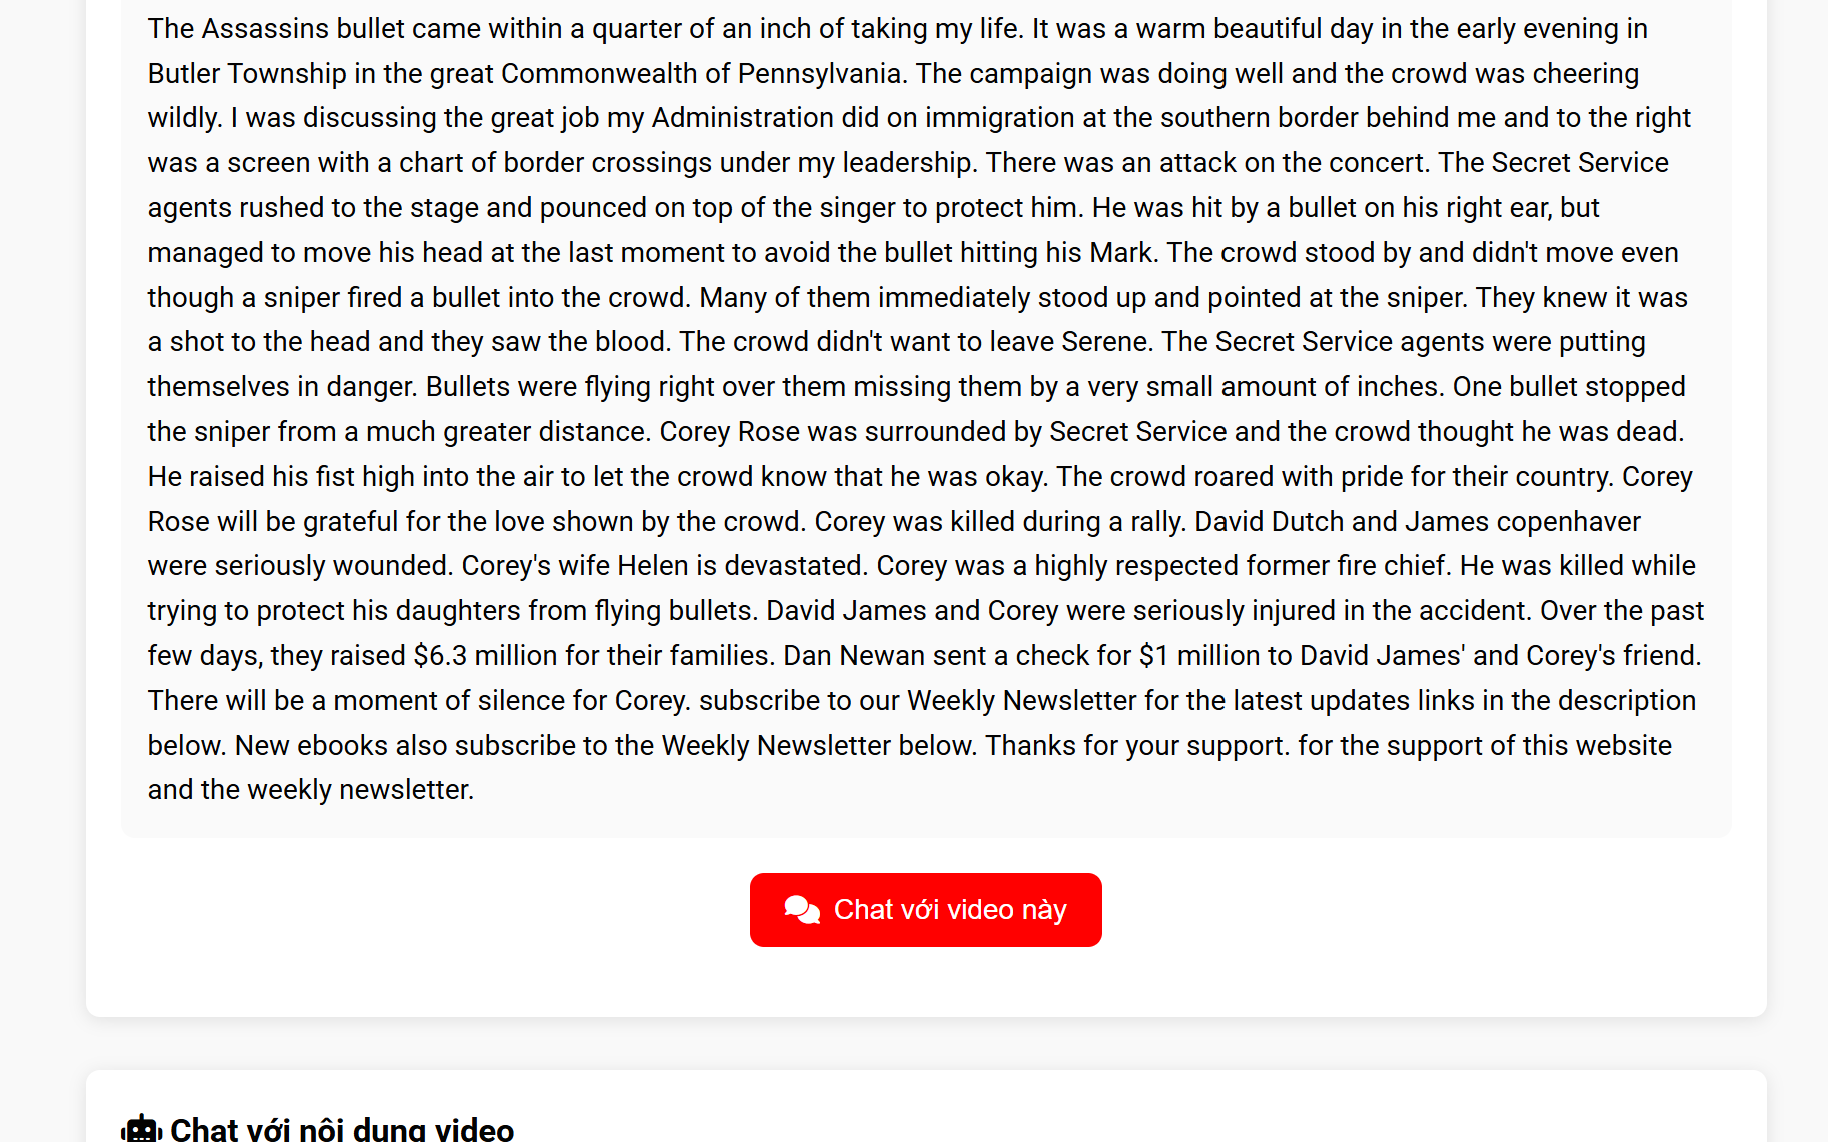 The Assassins bullet came within a quarter of an inch of taking my life. It was a warm beautiful day in the early evening in
Butler Township in the great Commonwealth of Pennsylvania. The campaign was doing well and the crowd was cheering
wildly. I was discussing the great job my Administration did on immigration at the southern border behind me and to the right
was a screen with a chart of border crossings under my leadership. There was an attack on the concert. The Secret Service
agents rushed to the stage and pounced on top of the singer to protect him. He was hit by a bullet on his right ear, but
managed to move his head at the last moment to avoid the bullet hitting his Mark. The crowd stood by and didn't move even
though a sniper fired a bullet into the crowd. Many of them immediately stood up and pointed at the sniper. They knew it was
a shot to the head and they saw the blood. The crowd didn't want to leave Serene. The Secret Service agents were putting
themselves in danger. Bullets were flying right over them missing them by a very small amount of inches. One bullet stopped
the sniper from a much greater distance. Corey Rose was surrounded by Secret Service and the crowd thought he was dead.
He raised his fist high into the air to let the crowd know that he was okay. The crowd roared with pride for their country. Corey
Rose will be grateful for the love shown by the crowd. Corey was killed during a rally. David Dutch and James copenhaver
were seriously wounded. Corey's wife Helen is devastated. Corey was a highly respected former fire chief. He was killed while
trying to protect his daughters from flying bullets. David James and Corey were seriously injured in the accident. Over the past
few days, they raised $6.3 million for their families. Dan Newan sent a check for $1 million to David James' and Corey's friend.
There will be a moment of silence for Corey. subscribe to our Weekly Newsletter for the latest updates links in the description
below. New ebooks also subscribe to the Weekly Newsletter below. Thanks for your support. for the support of this website
and the weekly newsletter.
Chat với video này
Chat với nội dung video